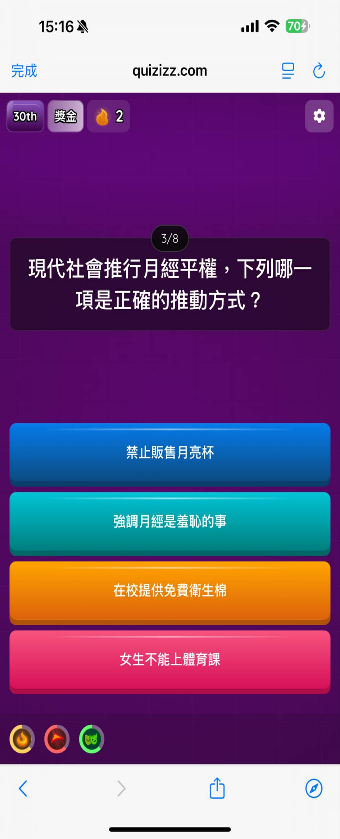 15:16
70
完成
quizizz.com
30th
獎金
2
3/8
現代社會推行月經平權，下列哪一
項是正確的推動方式？
禁止販售月亮杯
強調月經是羞恥的事
在校提供免費衛生棉
女生不能上體育課